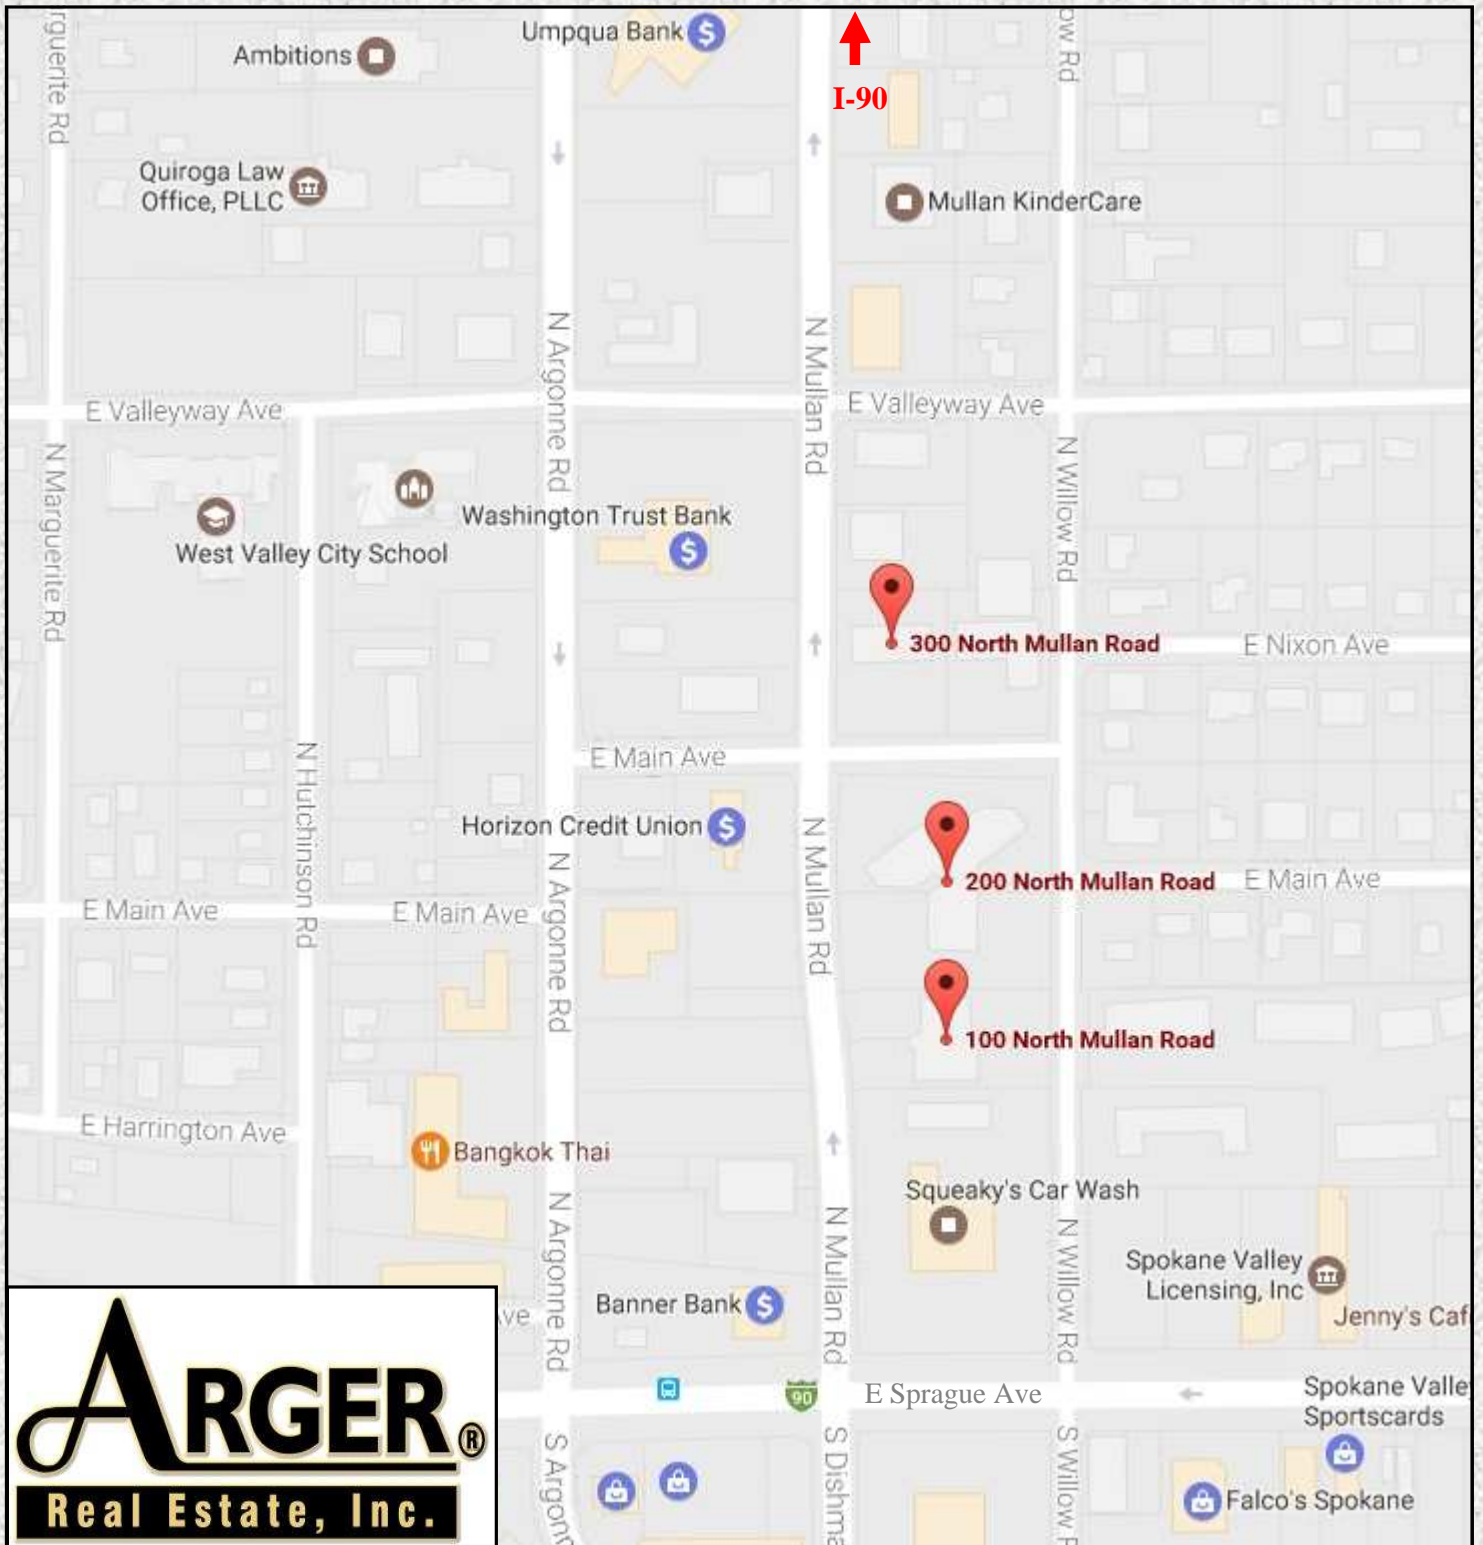 rguerite Rd
Ambitions
Umpqua Bank
I-90
ow Rd
Quiroga Law
Office, PLLC
Mullan KinderCare
N Argonne Rd
N Mullan Rd
E Valleyway Ave
E Valleyway Ave
N Marguerite Rd
N Willow Rd
Washington Trust Bank
West Valley City School
300 North Mullan Road
E Nixon Ave
E Main Ave
N Hutchinson Rd
Horizon Credit Union
N Argonne Rd
N Mullan Rd
200 North Mullan Road
E Main Ave
E Main Ave
E Main Ave
100 North Mullan Road
E Harrington Ave
Bangkok Thai
Squeaky's Car Wash
N Argonne Rd
N Mullan Rd
N Willow Rd
Spokane Valley
Licensing, Inc
Banner Bank
ve
Jenny's Caf
90
E Sprague Ave
Spokane Valle
Sportscards
S Argonn
S Dishma
S Willow R
Falco's Spokane
ARGER®
Real Estate, Inc.